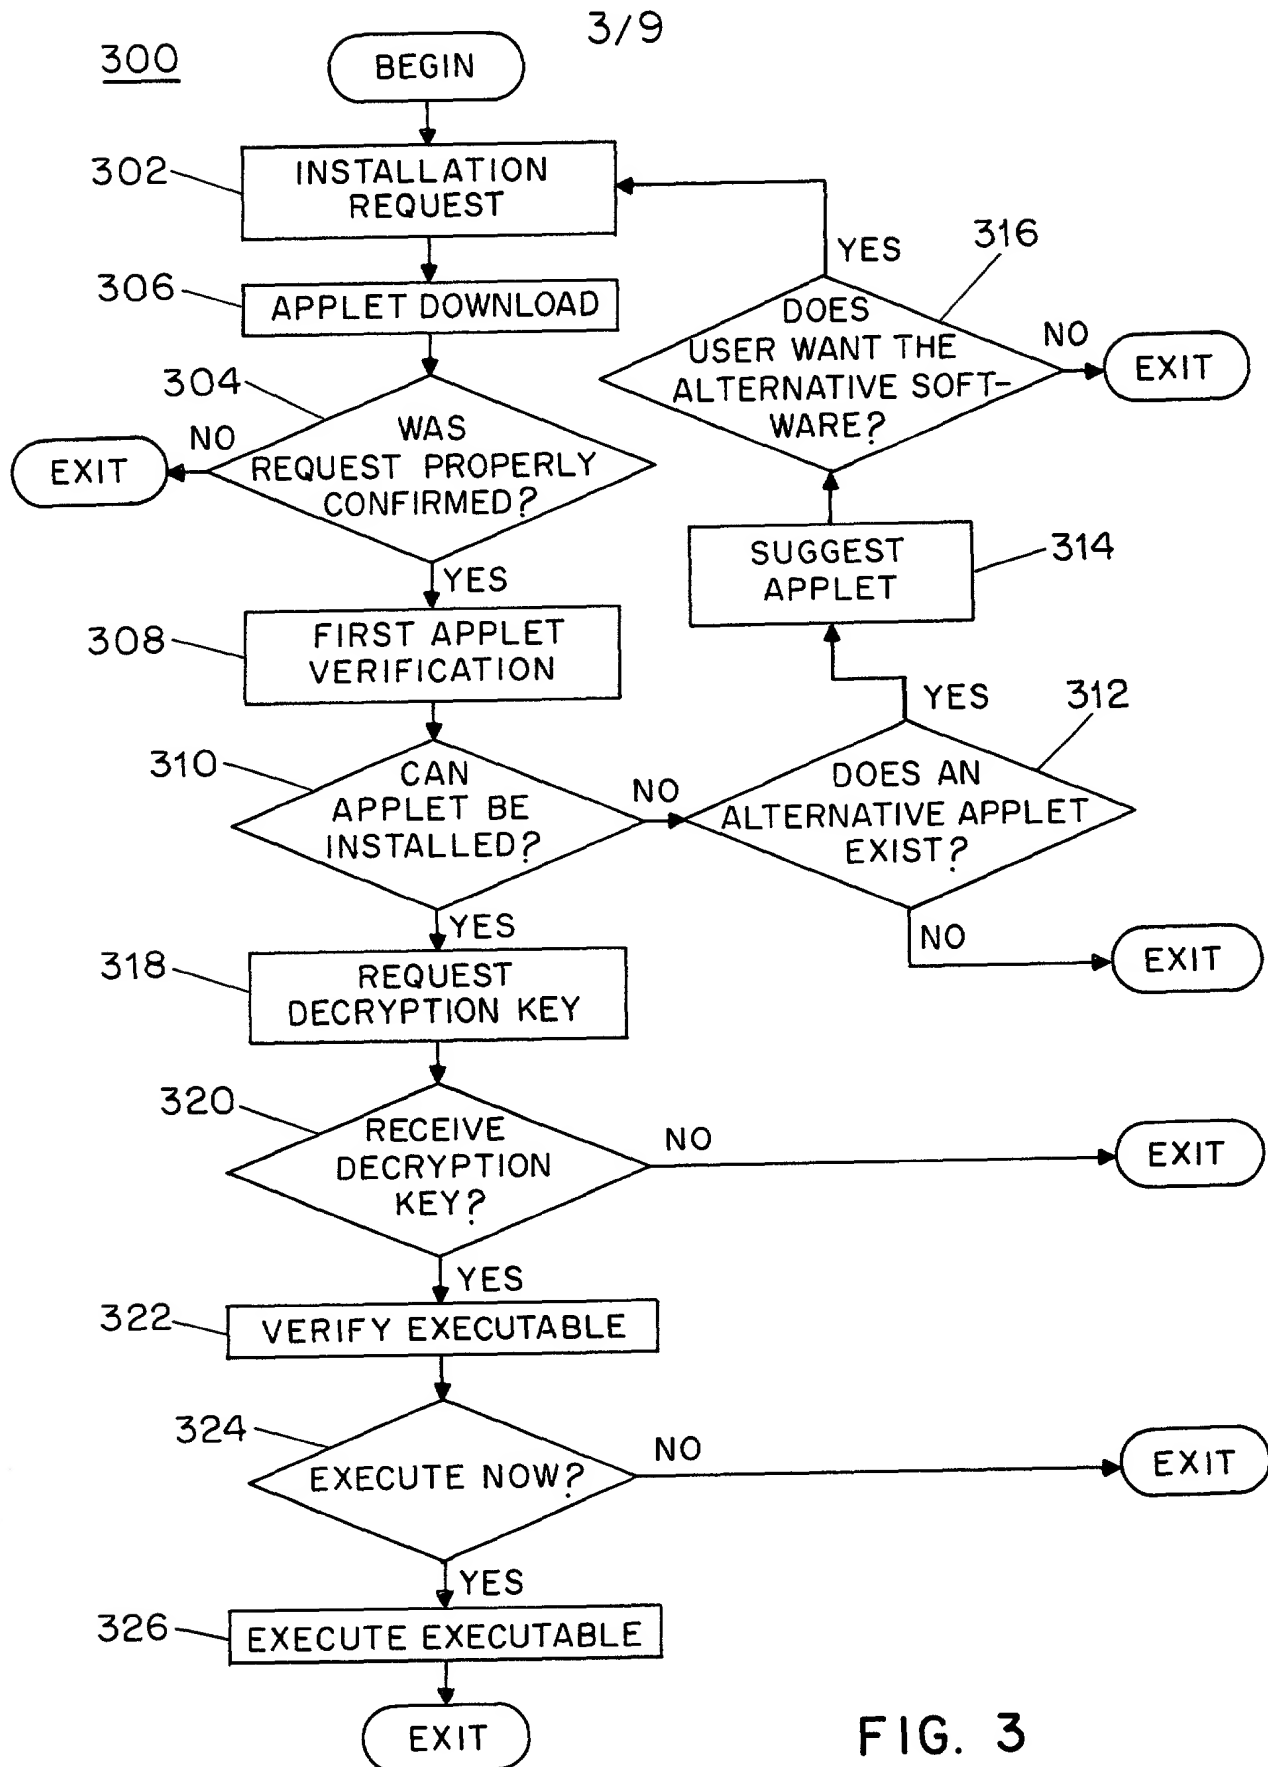 3/9
300
BEGIN
302
INSTALLATION
REQUEST
306
APPLET DOWNLOAD
304
WAS
REQUEST PROPERLY
CONFIRMED?
NO
EXIT
YES
308
FIRST APPLET
VERIFICATION
310
CAN
APPLET BE
INSTALLED?
NO
312
DOES AN
ALTERNATIVE APPLET
EXIST?
YES
NO
EXIT
314
SUGGEST
APPLET
316
DOES
USER WANT THE
ALTERNATIVE SOFT-
WARE?
YES
NO
EXIT
YES
318
REQUEST
DECRYPTION KEY
320
RECEIVE
DECRYPTION
KEY?
NO
EXIT
YES
322
VERIFY EXECUTABLE
324
EXECUTE NOW?
NO
EXIT
YES
326
EXECUTE EXECUTABLE
EXIT
FIG. 3